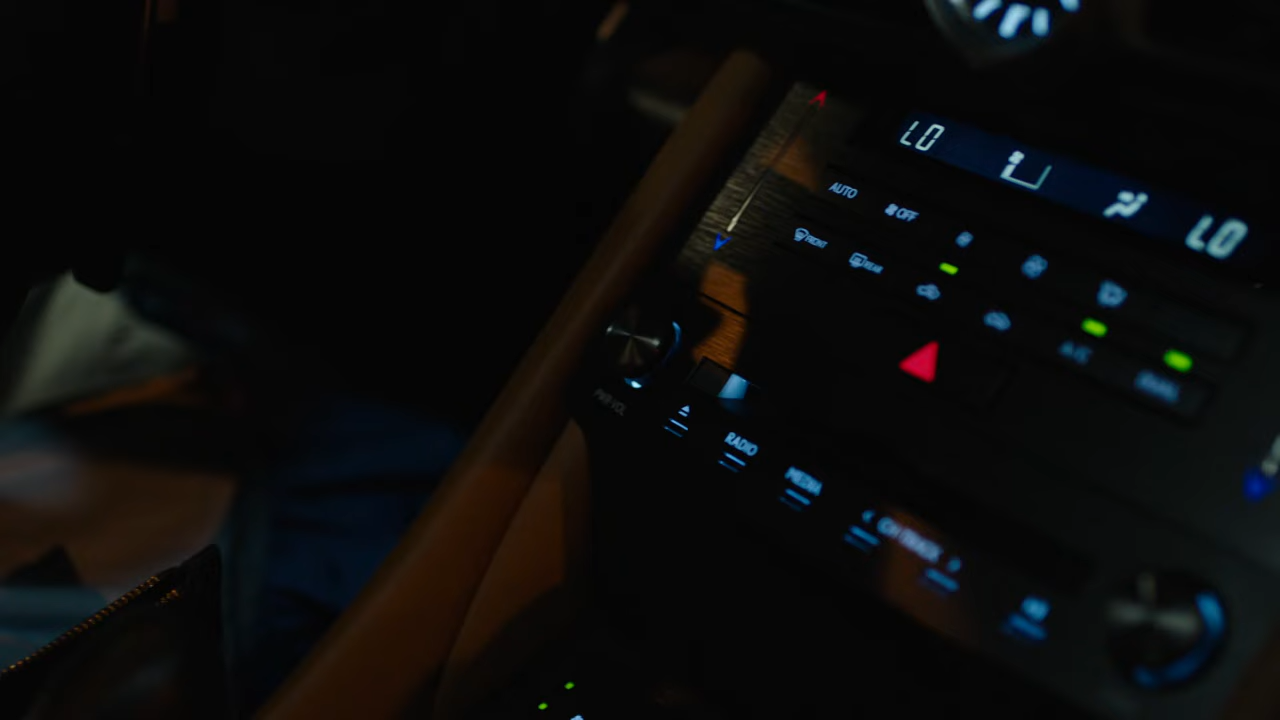 LO LO
AUTO OFF
FRONT REAR
A/C DUAL
PWR·VOL
RADIO MEDIA < CH·TRACK >